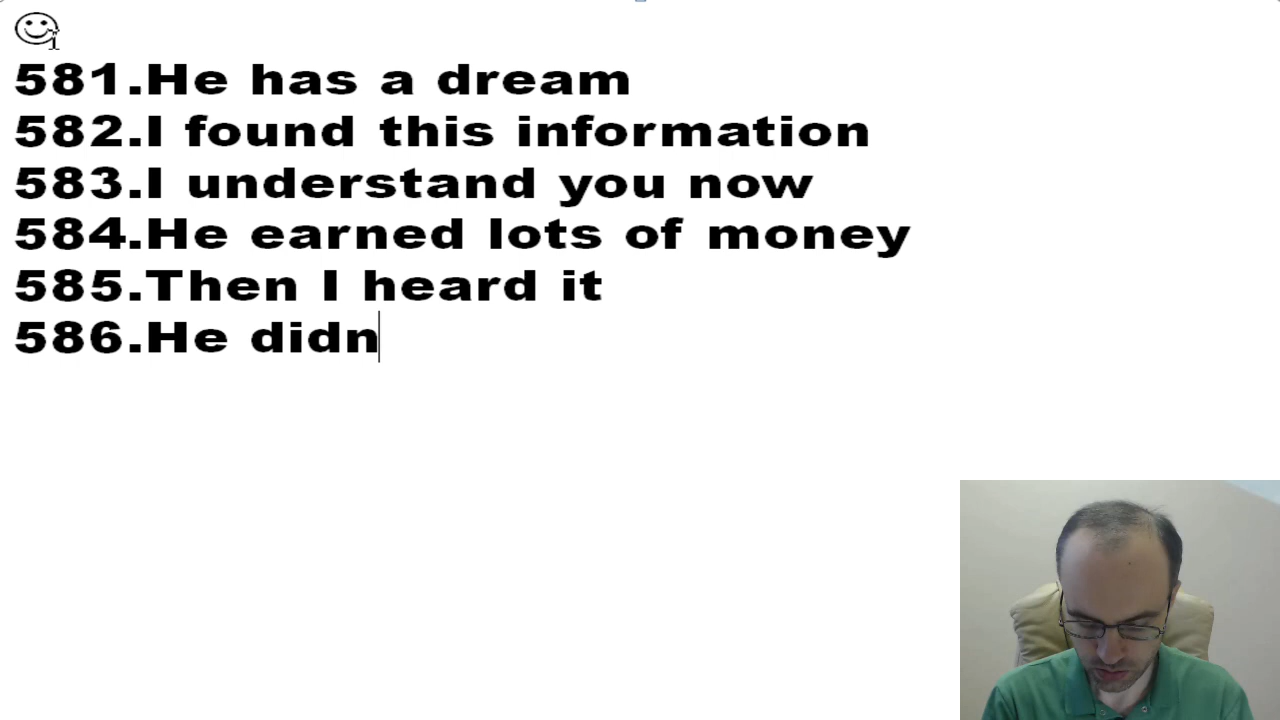 581.He has a dream
582.I found this information
583.I understand you now
584.He earned lots of money
585.Then I heard it
586.He didn